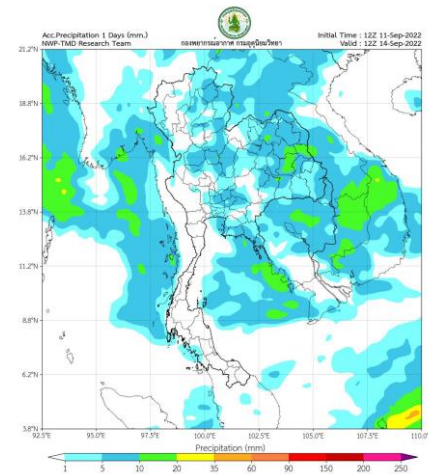 Acc.Precipitation 1 Days (mm.)
NWP-TMD Research Team
กองพยากรณ์อากาศ กรมอุตุนิยมวิทยา
Initial Time : 12Z 11-Sep-2022
Valid : 12Z 14-Sep-2022
21.2°N
18.8°N
16.2°N
13.8°N
11.2°N
8.8°N
6.2°N
5.8°N
92.5°E 95.0°E 97.5°E 100.0°E 102.5°E 105.0°E 107.5°E 110.0°E
Precipitation (mm)
1 5 10 20 35 60 90 150 200 250